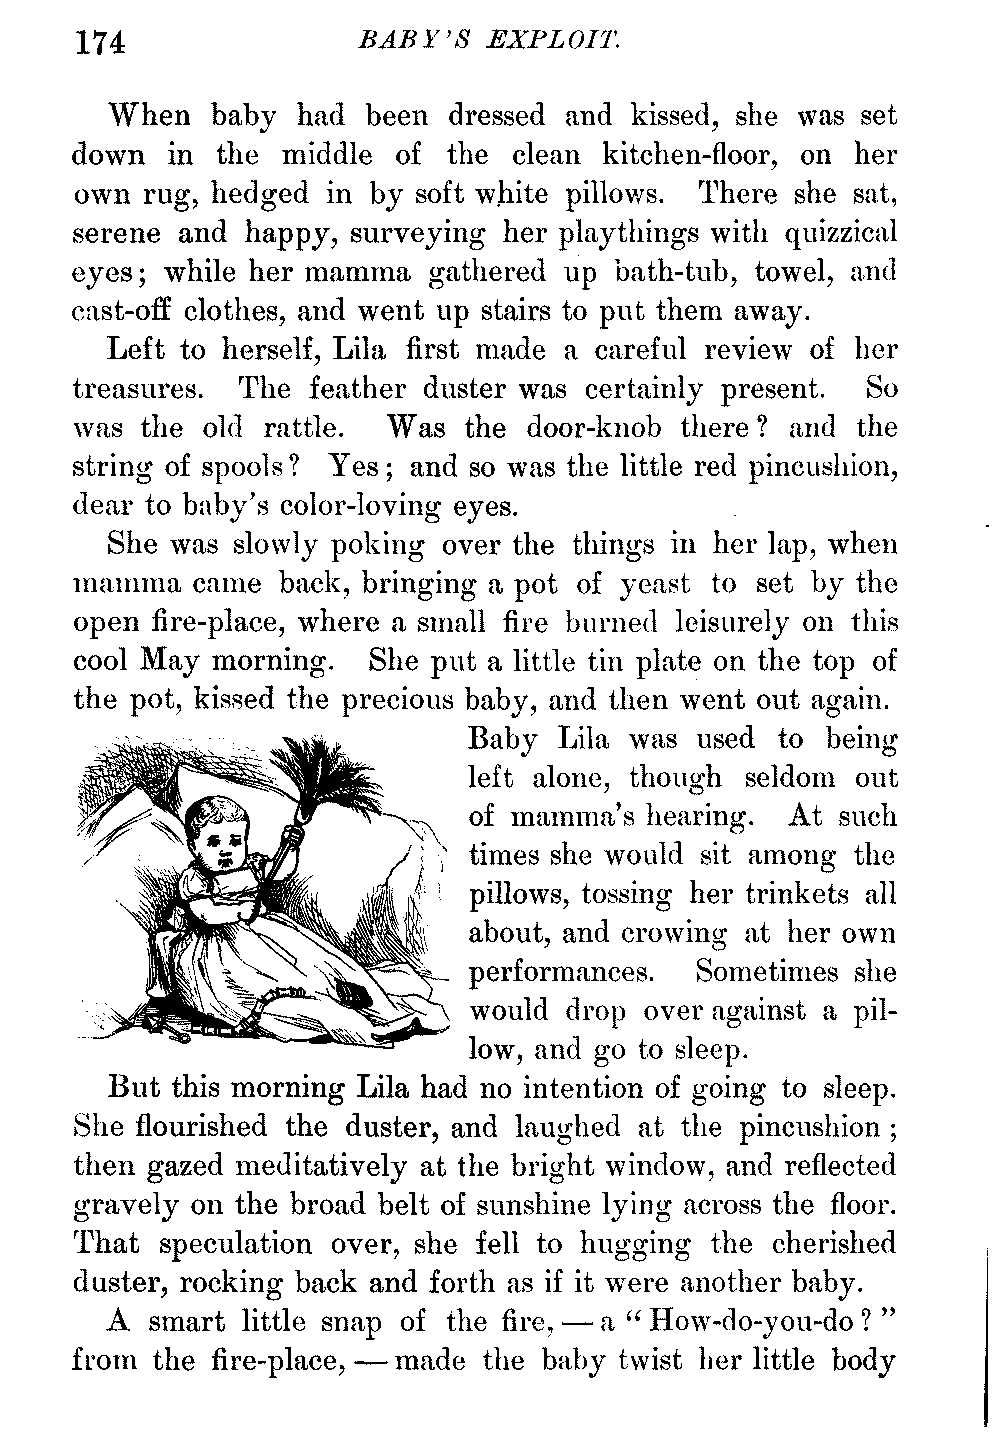 174
BABY'S EXPLOIT.
When baby had been dressed and kissed, she was set
down in the middle of the clean kitchen-floor, on her
own rug, hedged in by soft white pillows. There she sat,
serene and happy, surveying her playthings with quizzical
eyes; while her mamma gathered up bath-tub, towel, and
cast-off clothes, and went up stairs to put them away.
Left to herself, Lila first made a careful review of her
treasures. The feather duster was certainly present. So
was the old rattle. Was the door-knob there? and the
string of spools? Yes; and so was the little red pincushion,
dear to baby's color-loving eyes.
She was slowly poking over the things in her lap, when
mamma came back, bringing a pot of yeast to set by the
open fire-place, where a small fire burned leisurely on this
cool May morning. She put a little tin plate on the top of
the pot, kissed the precious baby, and then went out again.
Baby Lila was used to being
left alone, though seldom out
of mamma's hearing. At such
times she would sit among the
pillows, tossing her trinkets all
about, and crowing at her own
performances. Sometimes she
would drop over against a pil-
low, and go to sleep.
But this morning Lila had no intention of going to sleep.
She flourished the duster, and laughed at the pincushion;
then gazed meditatively at the bright window, and reflected
gravely on the broad belt of sunshine lying across the floor.
That speculation over, she fell to hugging the cherished
duster, rocking back and forth as if it were another baby.
A smart little snap of the fire, — a "How-do-you-do?"
from the fire-place, — made the baby twist her little body